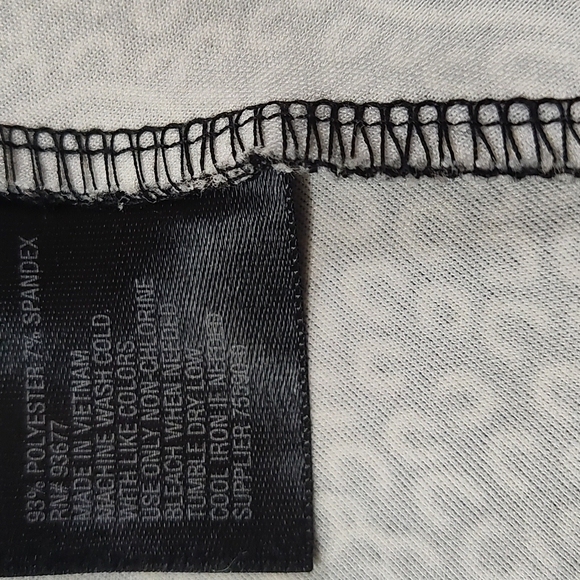 93% POLYESTER 7% SPANDEX
RN# 93677
MADE IN VIETNAM
MACHINE WASH COLD
WITH LIKE COLORS
USE ONLY NON-CHLORINE
BLEACH WHEN NEEDED
TUMBLE DRY LOW
COOL IRON IF NEEDED
SUPPLIER